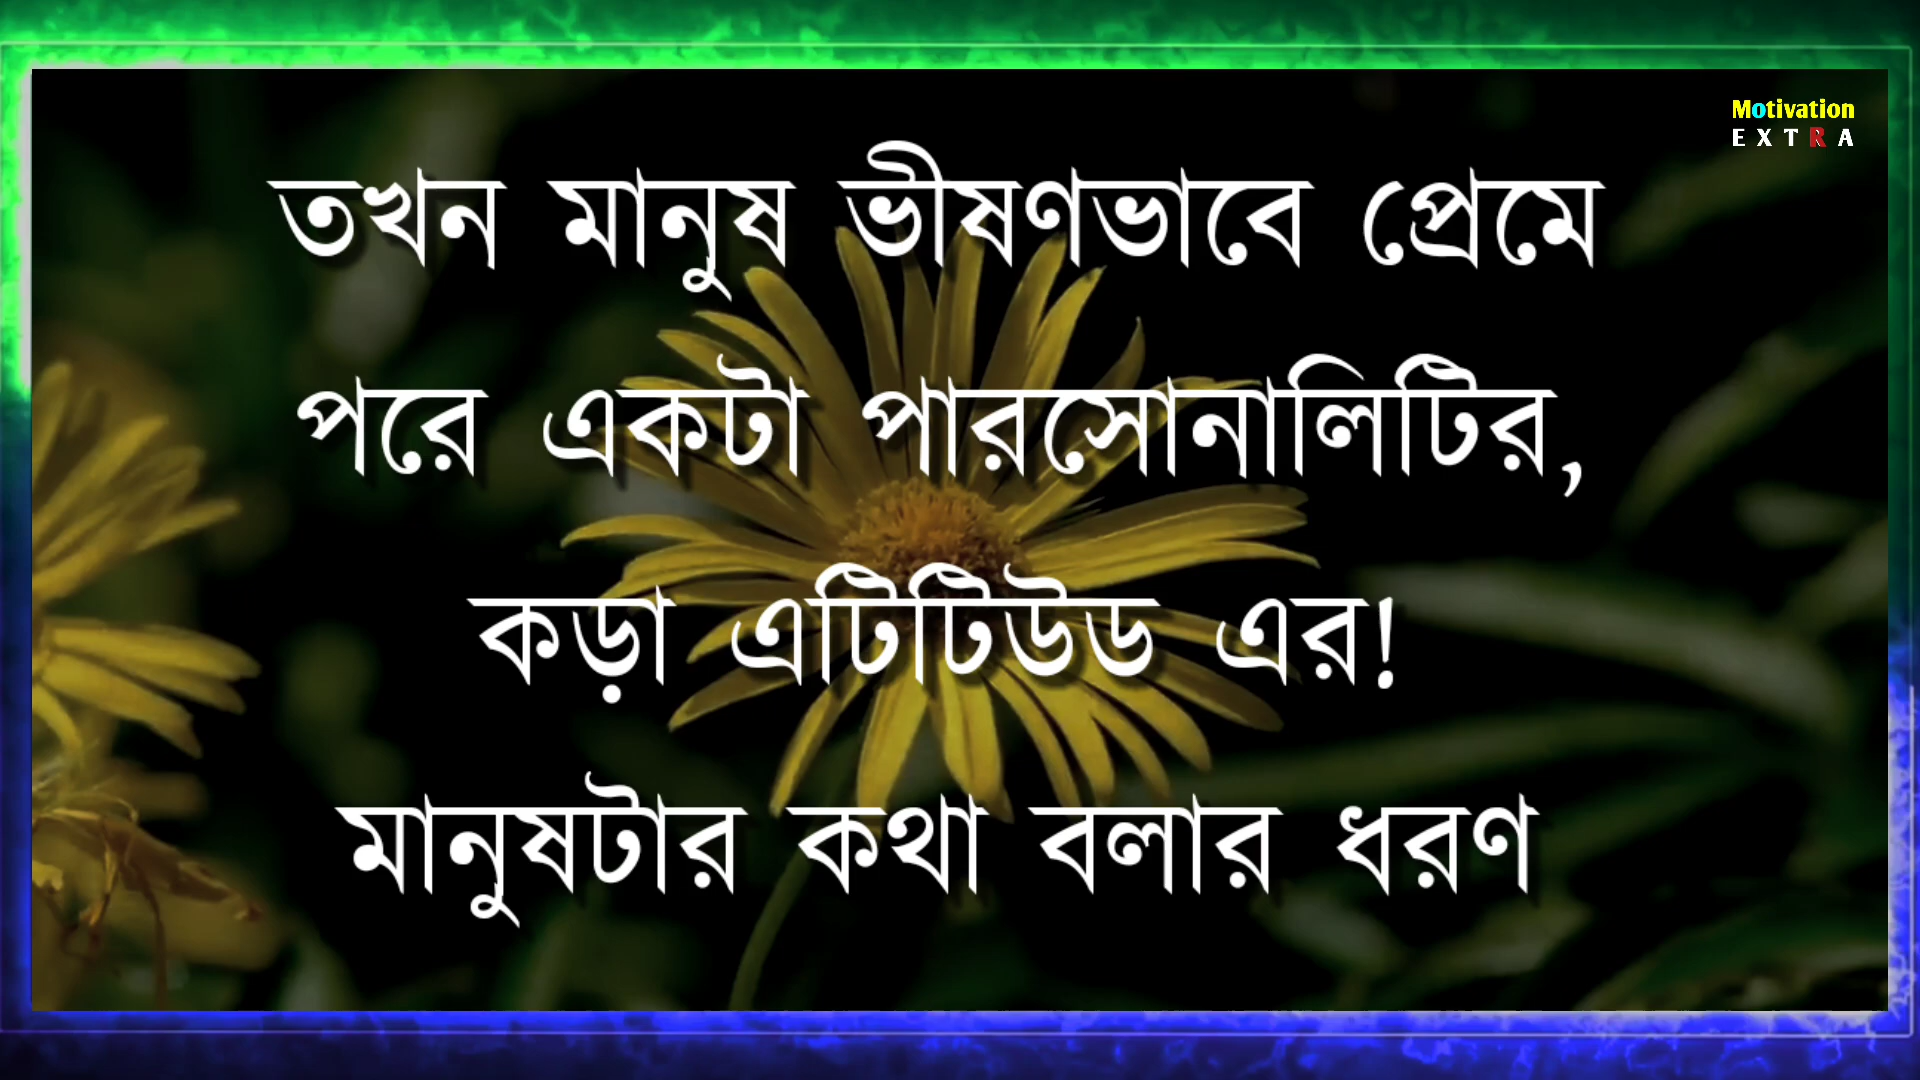 Motivation
EXTRA
তখন মানুষ ভীষণভাবে প্রেমে
পরে একটা পারসোনালিটির,
কড়া এটিটিউড এর!
মানুষটার কথা বলার ধরণ